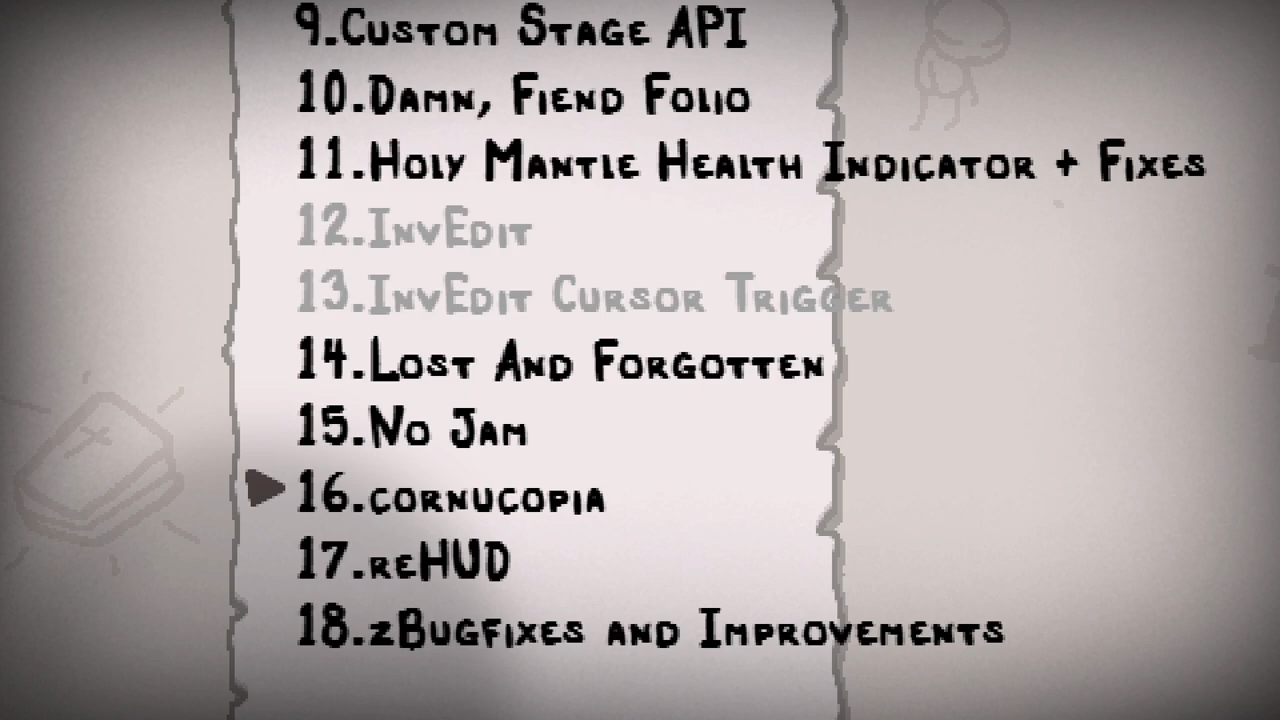 9.Custom Stage API
10.Damn, Fiend Folio
11.Holy Mantle Health Indicator + Fixes
12.InvEdit
13.InvEdit Cursor Trigger
14.Lost And Forgotten
15.No Jam
16.cornucopia
17.reHUD
18.zBugfixes and Improvements